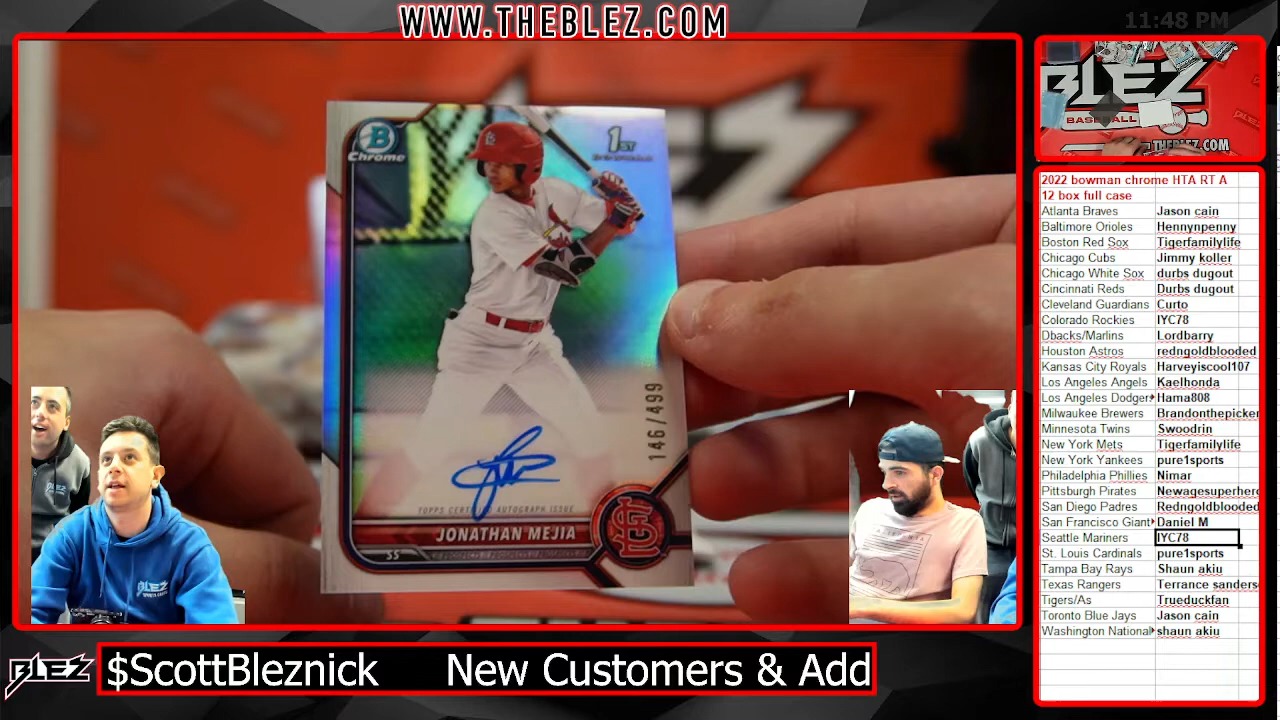 WWW.THEBLEZ.COM
11:48 PM
B
Chrome
1ST
146/499
JONATHAN MEJIA
SS
BLEZ
BASEBALL
THEBLEZ.COM
2022 bowman chrome HTA RT A
12 box full case
Atlanta Braves Jason cain
Baltimore Orioles Hennynpenny
Boston Red Sox Tigerfamilylife
Chicago Cubs Jimmy koller
Chicago White Sox durbs dugout
Cincinnati Reds Durbs dugout
Cleveland Guardians Curto
Colorado Rockies IYC78
Dbacks/Marlins Lordbarry
Houston Astros redngoldblooded
Kansas City Royals Harveyiscool107
Los Angeles Angels Kaelhonda
Los Angeles Dodgers Hama808
Milwaukee Brewers Brandonthepicker
Minnesota Twins Swoodrin
New York Mets Tigerfamilylife
New York Yankees pure1sports
Philadelphia Phillies Nimar
Pittsburgh Pirates Newagesuperhero
San Diego Padres Redngoldblooded
San Francisco Giant Daniel M
Seattle Mariners IYC78
St. Louis Cardinals pure1sports
Tampa Bay Rays Shaun akiu
Texas Rangers Terrance sanders
Tigers/As Trueduckfan
Toronto Blue Jays Jason cain
Washington National shaun akiu
BLEZ
BLEZ $ScottBleznick New Customers & Add